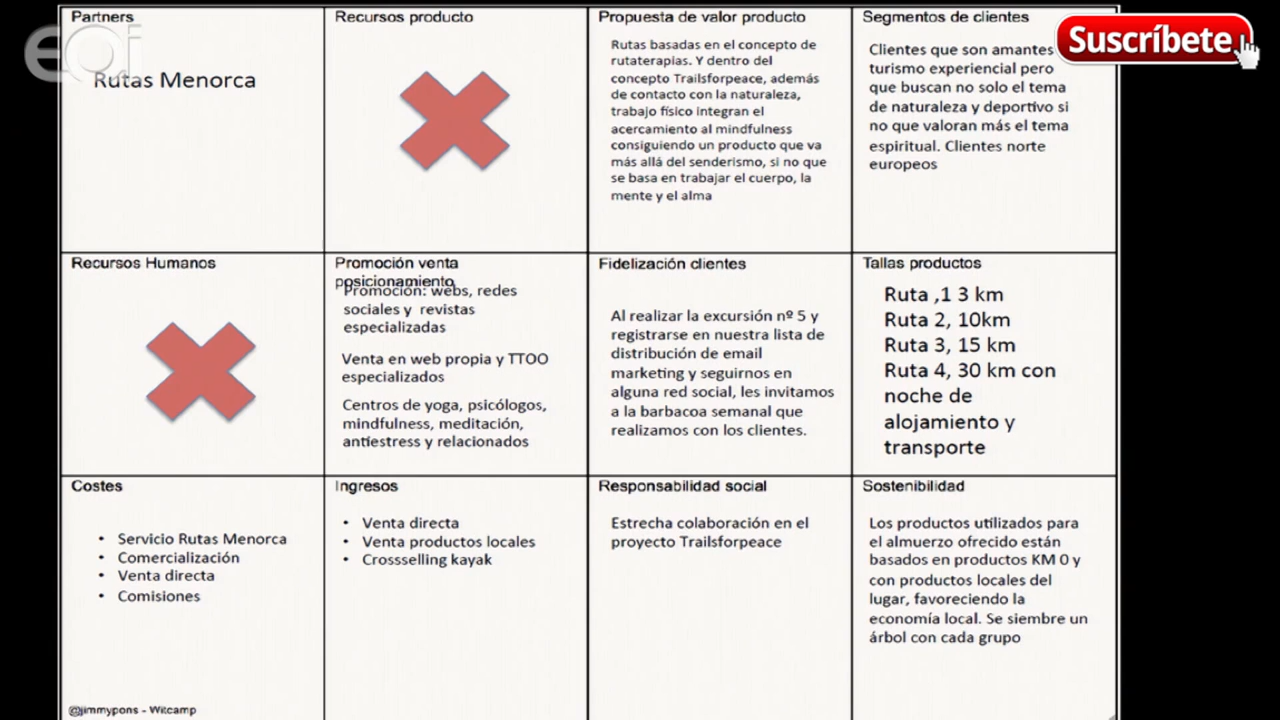 eoi
Suscríbete
Partners
Rutas Menorca
Recursos producto
Propuesta de valor producto
Rutas basadas en el concepto de
rutaterapias. Y dentro del
concepto Trailsforpeace, además
de contacto con la naturaleza,
trabajo físico integran el
acercamiento al mindfulness
consiguiendo un producto que va
más allá del senderismo, si no que
se basa en trabajar el cuerpo, la
mente y el alma
Segmentos de clientes
Clientes que son amantes
turismo experiencial pero
que buscan no solo el tema
de naturaleza y deportivo si
no que valoran más el tema
espiritual. Clientes norte
europeos
Recursos Humanos
Promoción venta
posicionamiento
Promoción: webs, redes
sociales y revistas
especializadas
Venta en web propia y TTOO
especializados
Centros de yoga, psicólogos,
mindfulness, meditación,
antiestress y relacionados
Fidelización clientes
Al realizar la excursión nº 5 y
registrarse en nuestra lista de
distribución de email
marketing y seguirnos en
alguna red social, les invitamos
a la barbacoa semanal que
realizamos con los clientes.
Tallas productos
Ruta ,1 3 km
Ruta 2, 10km
Ruta 3, 15 km
Ruta 4, 30 km con
noche de
alojamiento y
transporte
Costes
• Servicio Rutas Menorca
• Comercialización
• Venta directa
• Comisiones
Ingresos
• Venta directa
• Venta productos locales
• Crossselling kayak
Responsabilidad social
Estrecha colaboración en el
proyecto Trailsforpeace
Sostenibilidad
Los productos utilizados para
el almuerzo ofrecido están
basados en productos KM 0 y
con productos locales del
lugar, favoreciendo la
economía local. Se siembre un
árbol con cada grupo
@jimmypons - Witcamp